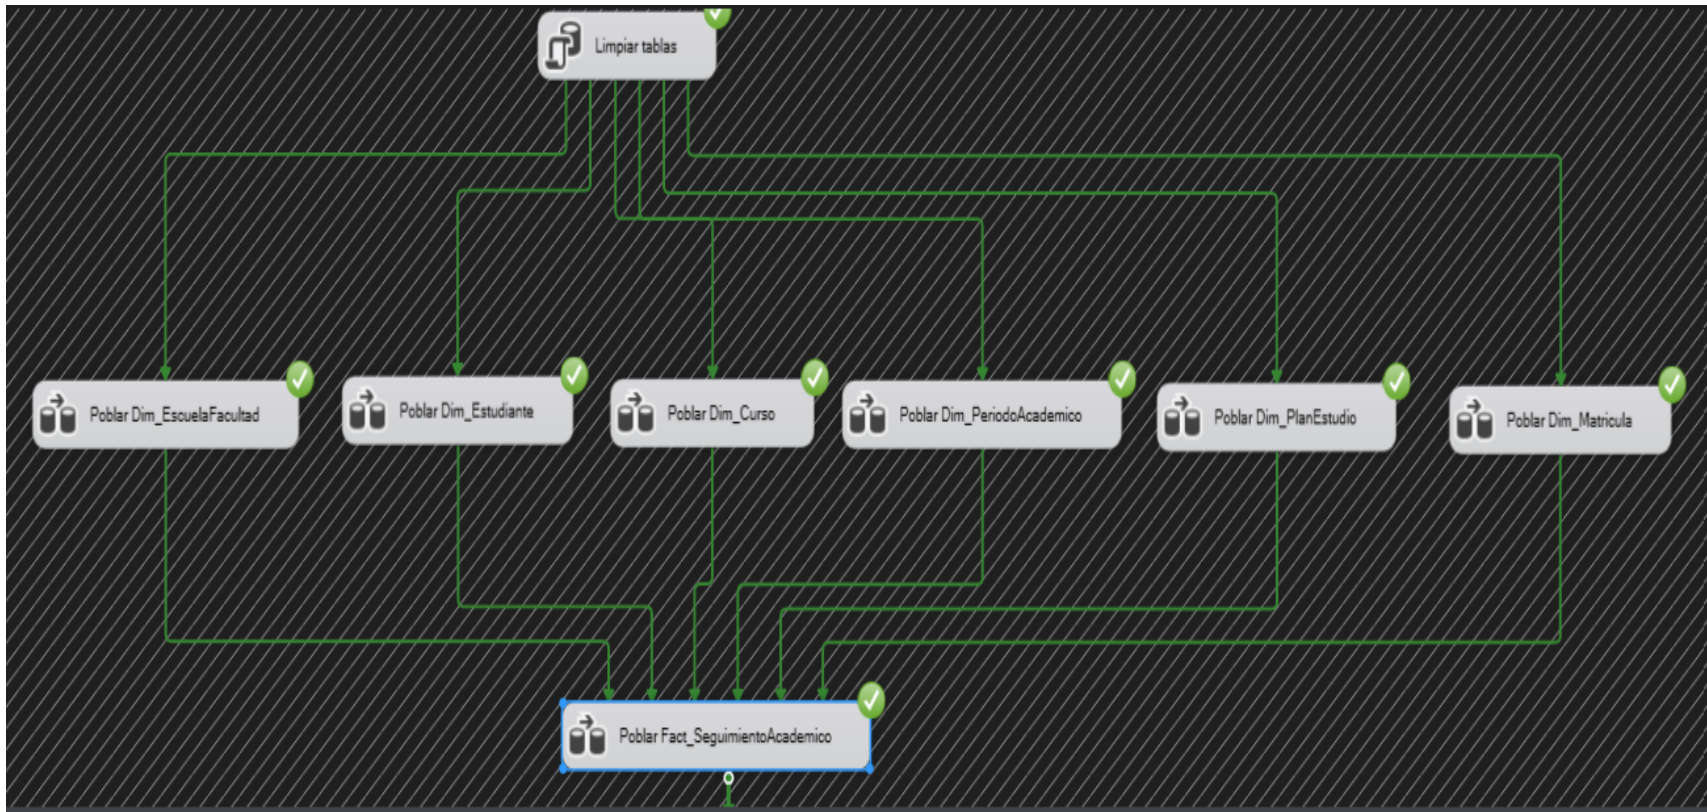 Limpiar tablas
Poblar Dim_EscuelaFacultad
Poblar Dim_Estudiante
Poblar Dim_Curso
Poblar Dim_PeriodoAcademico
Poblar Dim_PlanEstudio
Poblar Dim_Matricula
Poblar Fact_SeguimientoAcademico